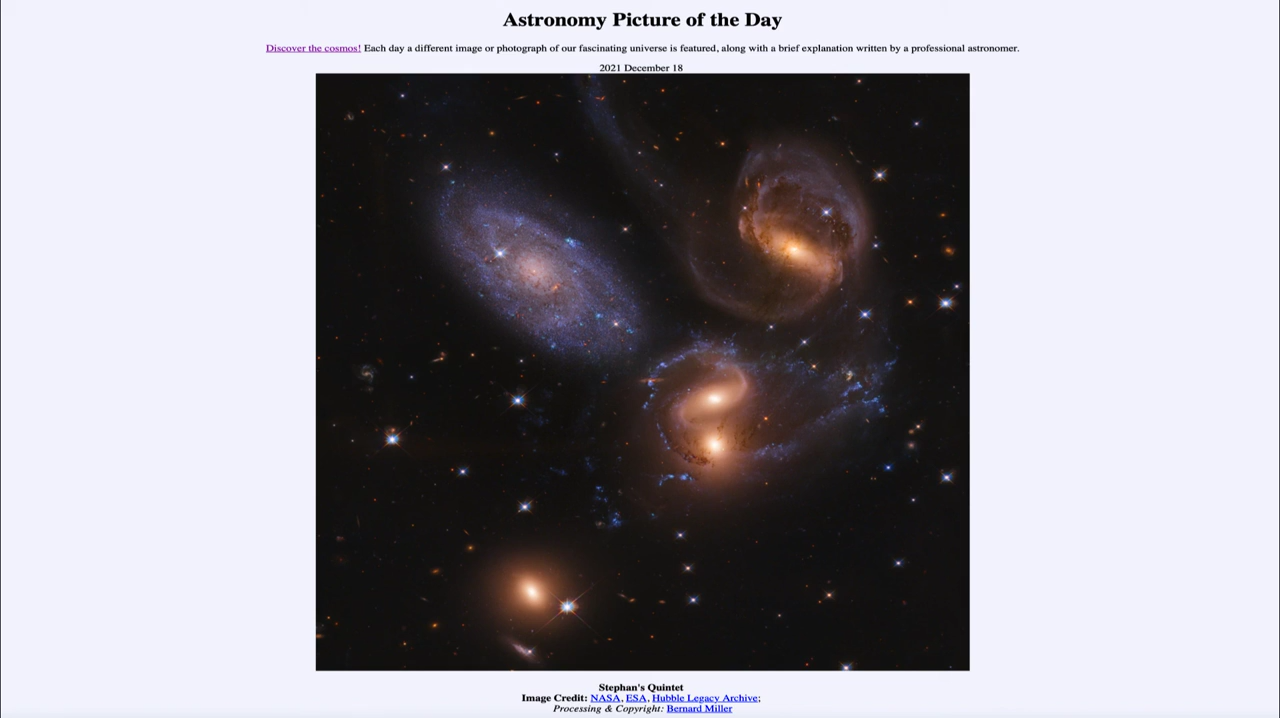 Astronomy Picture of the Day
Discover the cosmos! Each day a different image or photograph of our fascinating universe is featured, along with a brief explanation written by a professional astronomer.
2021 December 18
Stephan's Quintet
Image Credit: NASA, ESA, Hubble Legacy Archive;
Processing & Copyright: Bernard Miller